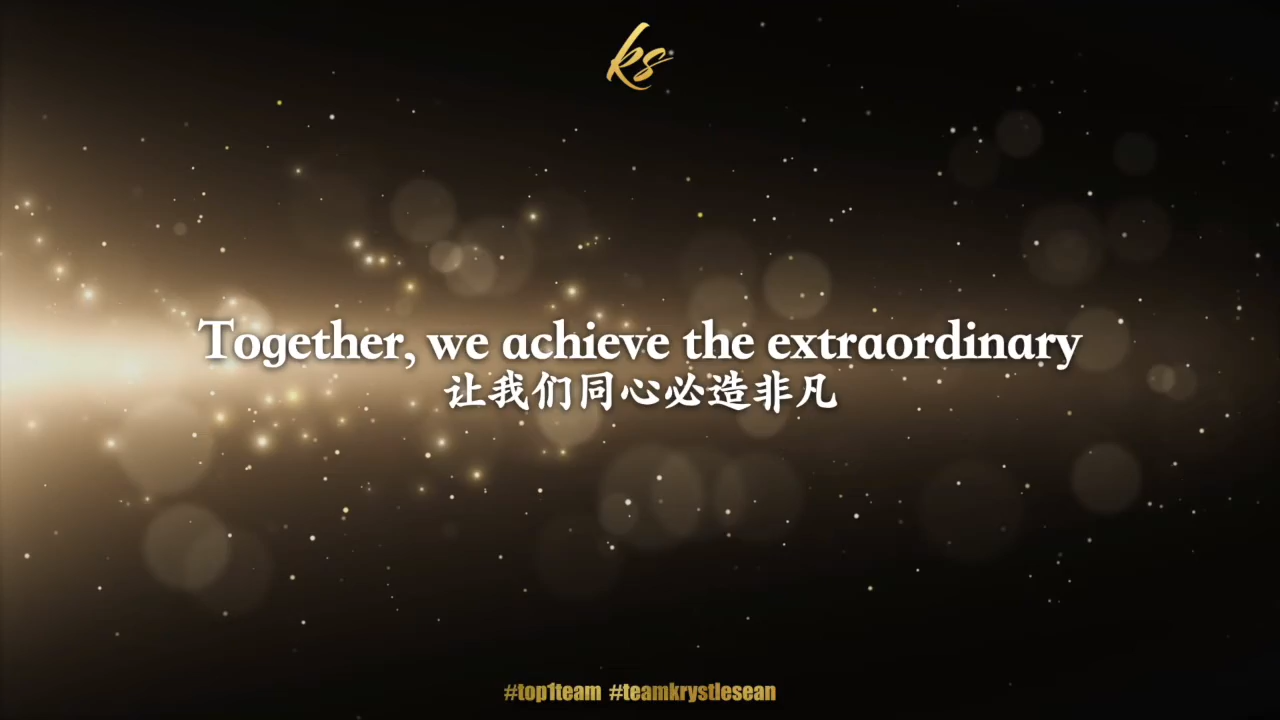 ks
Together, we achieve the extraordinary
让我们同心必造非凡
#top1team #teamkrystlesean